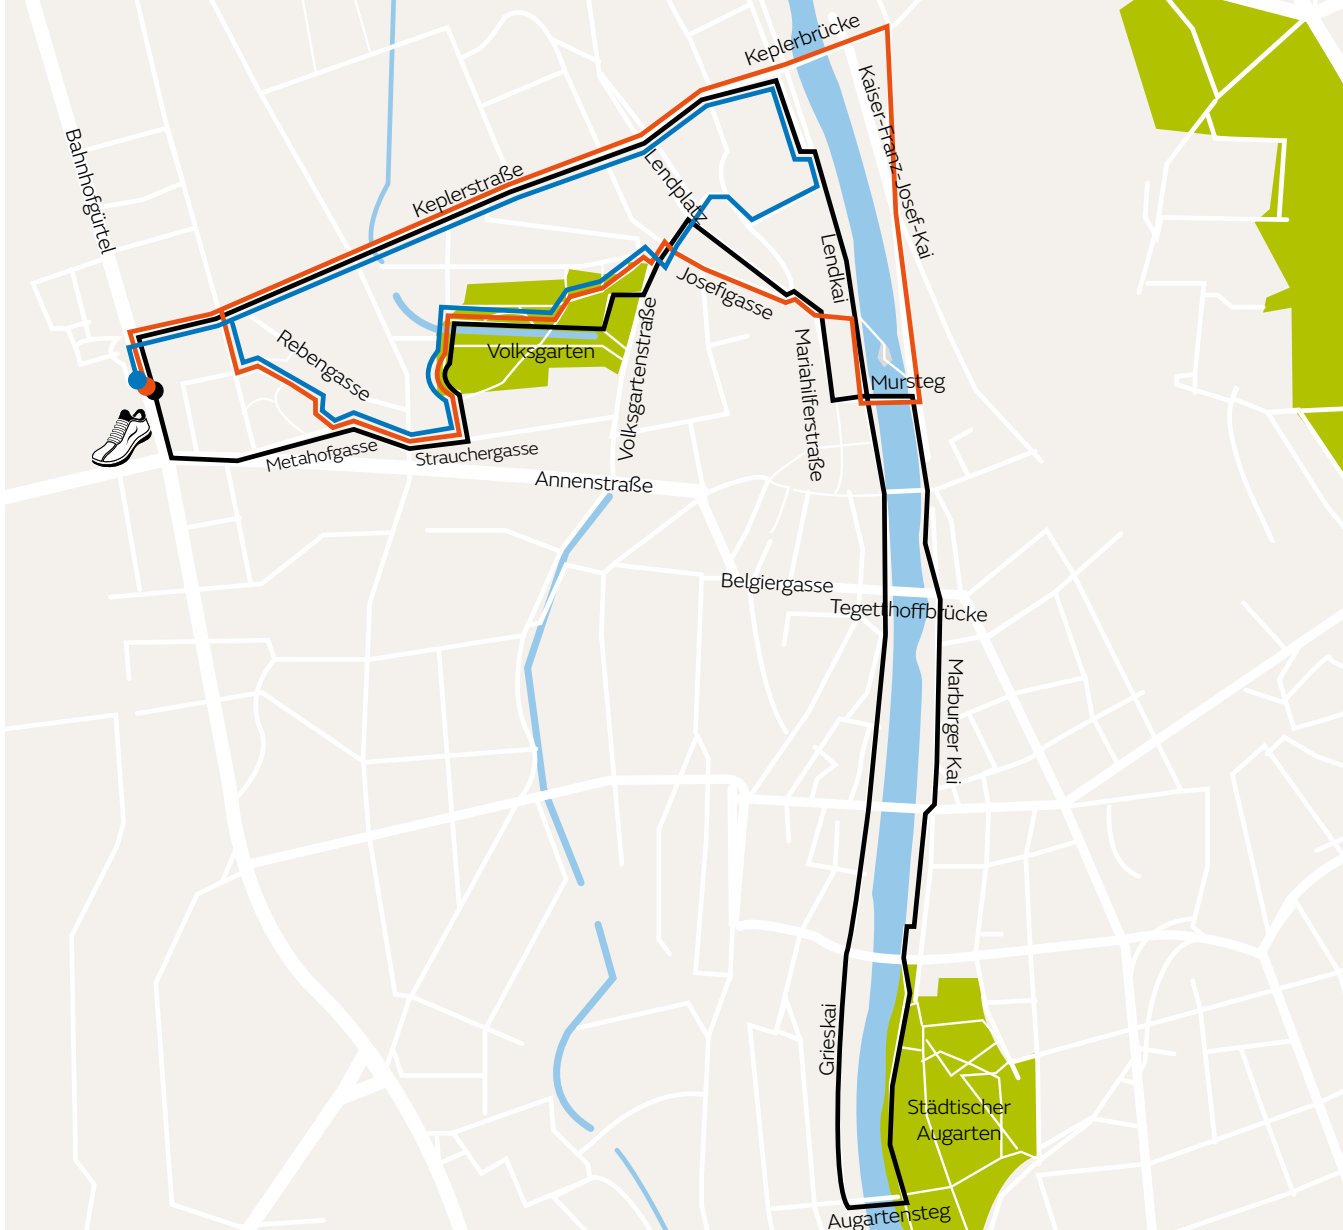 Keplerbrücke
Kaiser-Franz-Josef-Kai
Bahnhofgürtel
Keplerstraße
Lendplatz
Lendkai
Josefigasse
Rebengasse
Volksgarten
Volksgartenstraße
Mariahilferstraße
Mursteg
Metahofgasse
Strauchergasse
Annenstraße
Belgiergasse
Tegetthoffbrücke
Marburger Kai
Grieskai
Städtischer
Augarten
Augartensteg